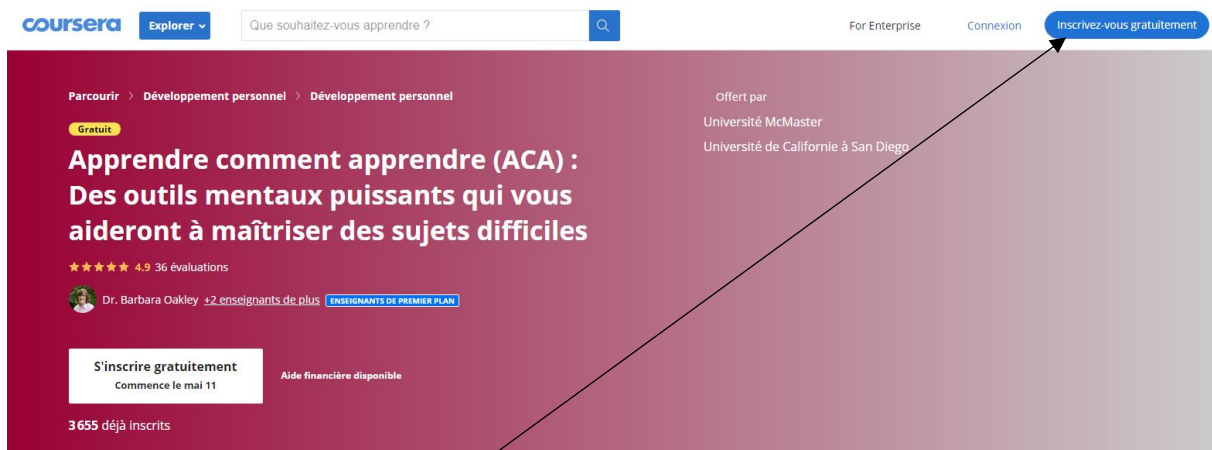 coursera
Explorer
Que souhaitez-vous apprendre ?
For Enterprise
Connexion
Inscrivez-vous gratuitement
Parcourir > Développement personnel > Développement personnel
Gratuit
Apprendre comment apprendre (ACA) :
Des outils mentaux puissants qui vous
aideront à maîtriser des sujets difficiles
4.9 36 évaluations
Dr. Barbara Oakley +2 enseignants de plus ENSEIGNANTS DE PREMIER PLAN
S'inscrire gratuitement
Commence le mai 11
Aide financière disponible
3 655 déjà inscrits
Offert par
Université McMaster
Université de Californie à San Diego